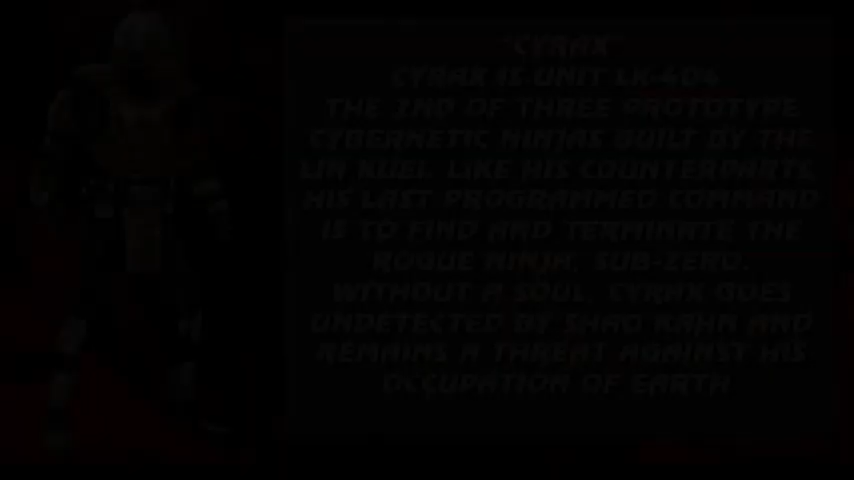 CYRAX
CYRAX IS UNIT LK-4D4
THE 2ND OF THREE PROTOTYPE
CYBERNETIC NINJAS BUILT BY THE
LIN KUEI. LIKE HIS COUNTERPARTS,
HIS LAST PROGRAMMED COMMAND
IS TO FIND AND TERMINATE THE
ROGUE NINJA, SUB-ZERO.
WITHOUT A SOUL, CYRAX GOES
UNDETECTED BY SHAO KAHN AND
REMAINS A THREAT AGAINST HIS
OCCUPATION OF EARTH